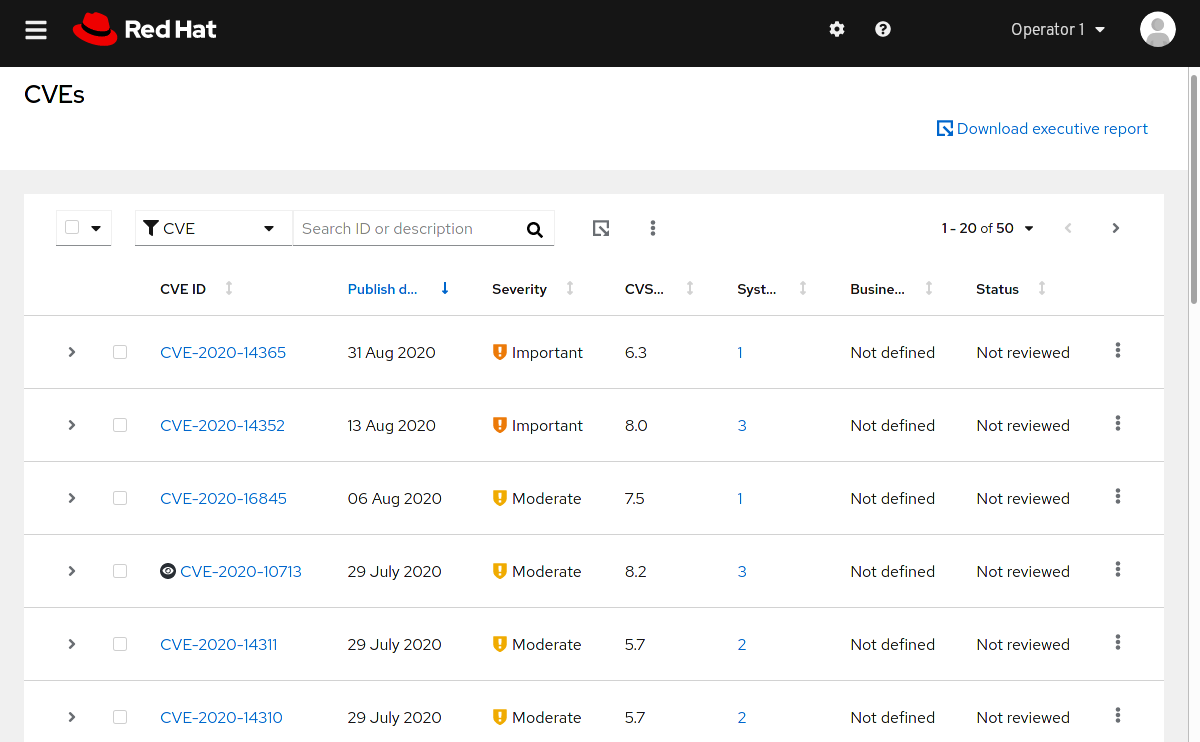 Red Hat
Operator 1
CVEs
Download executive report
CVE Search ID or description 1 - 20 of 50
CVE ID Publish d... Severity CVS... Syst... Busine... Status
CVE-2020-14365 31 Aug 2020 Important 6.3 1 Not defined Not reviewed
CVE-2020-14352 13 Aug 2020 Important 8.0 3 Not defined Not reviewed
CVE-2020-16845 06 Aug 2020 Moderate 7.5 1 Not defined Not reviewed
CVE-2020-10713 29 July 2020 Moderate 8.2 3 Not defined Not reviewed
CVE-2020-14311 29 July 2020 Moderate 5.7 2 Not defined Not reviewed
CVE-2020-14310 29 July 2020 Moderate 5.7 2 Not defined Not reviewed